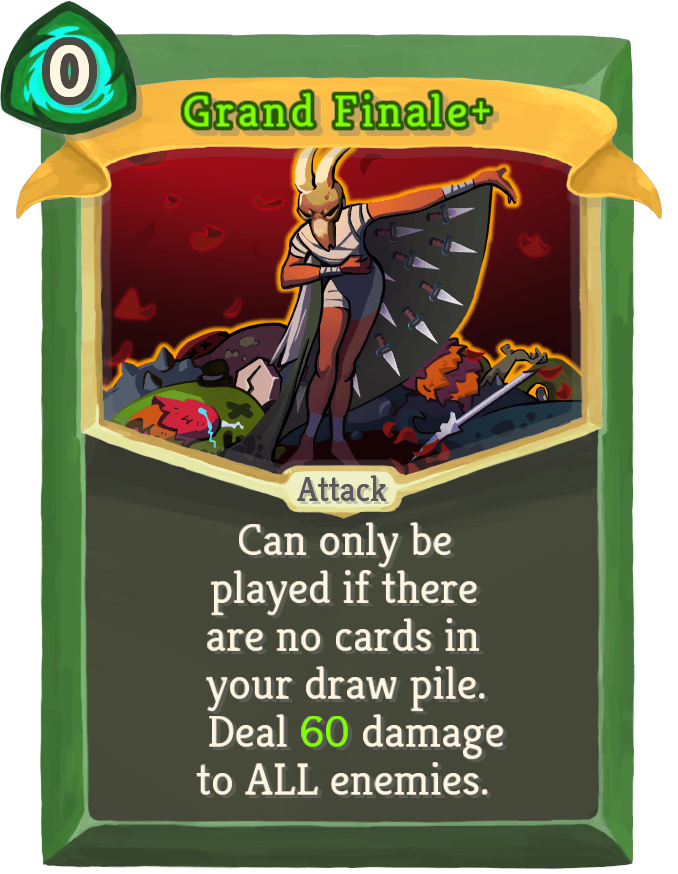 0
Grand Finale+
Attack
Can only be
played if there
are no cards in
your draw pile.
Deal 60 damage
to ALL enemies.